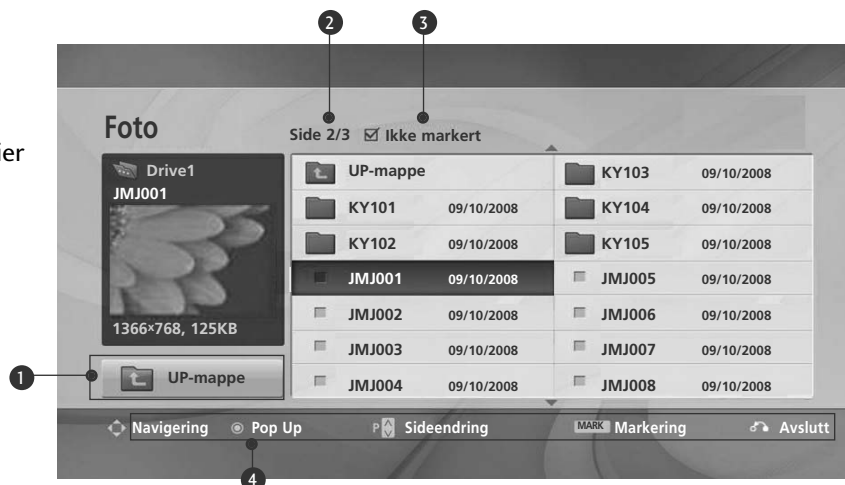 2 3
ier
Foto
Side 2/3 Ikke markert
Drive1
JMJ001
1366×768, 125KB
UP-mappe
UP-mappe
KY101 09/10/2008
KY102 09/10/2008
JMJ001 09/10/2008
JMJ002 09/10/2008
JMJ003 09/10/2008
JMJ004 09/10/2008
KY103 09/10/2008
KY104 09/10/2008
KY105 09/10/2008
JMJ005 09/10/2008
JMJ006 09/10/2008
JMJ007 09/10/2008
JMJ008 09/10/2008
1
Navigering Pop Up P Sideendring MARK Markering Avslutt
4